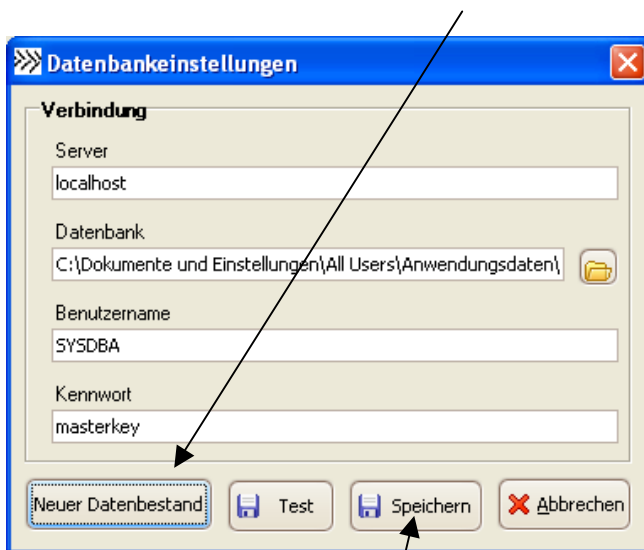 Datenbankeinstellungen
Verbindung
Server
localhost
Datenbank
C:\Dokumente und Einstellungen\All Users\Anwendungsdaten\
Benutzername
SYSDBA
Kennwort
masterkey
Neuer Datenbestand Test Speichern Abbrechen